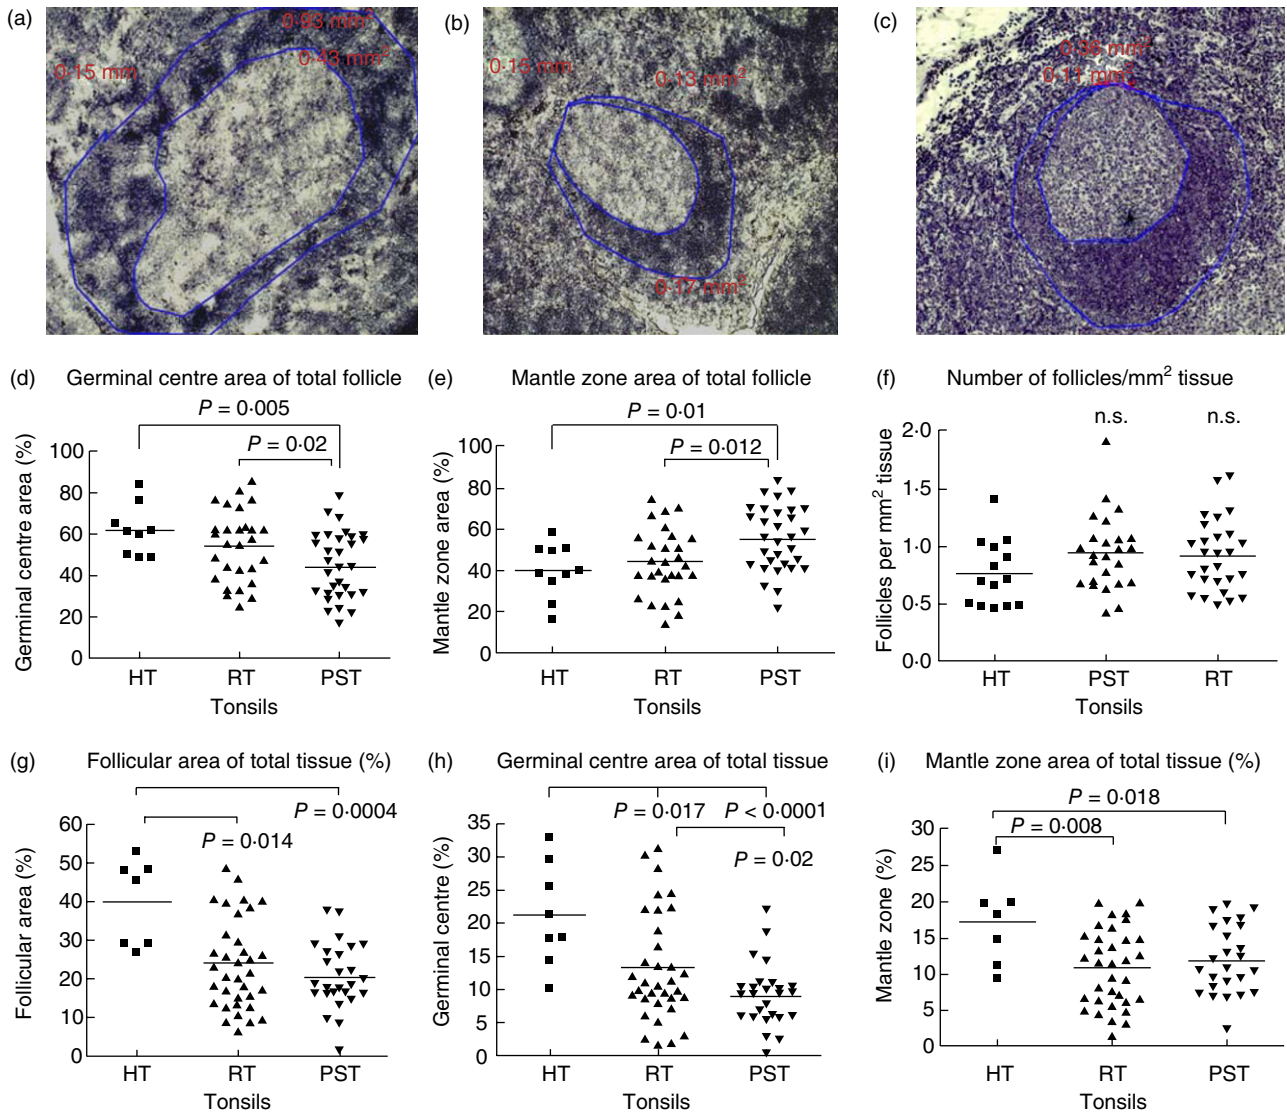 (a)
0·93 mm²
0·43 mm²
0·15 mm
(b)
0·15 mm
0·13 mm²
0·17 mm²
(c)
0·36 mm²
0·11 mm²
(d) Germinal centre area of total follicle
P = 0·005
P = 0·02
Germinal centre area (%)
100
80
60
40
20
0
HT RT PST
Tonsils
(e) Mantle zone area of total follicle
P = 0·01
P = 0·012
Mantle zone area (%)
100
80
60
40
20
0
HT RT PST
Tonsils
(f) Number of follicles/mm² tissue
n.s. n.s.
Follicles per mm² tissue
2·0
1·5
1·0
0·5
0·0
HT PST RT
Tonsils
(g) Follicular area of total tissue (%)
P = 0·0004
P = 0·014
Follicular area (%)
60
50
40
30
20
10
0
HT RT PST
Tonsils
(h) Germinal centre area of total tissue
P = 0·017 P < 0·0001
P = 0·02
Germinal centre (%)
35
30
25
20
15
10
5
0
HT RT PST
Tonsils
(i) Mantle zone area of total tissue (%)
P = 0·018
P = 0·008
Mantle zone (%)
30
25
20
15
10
5
0
HT RT PST
Tonsils